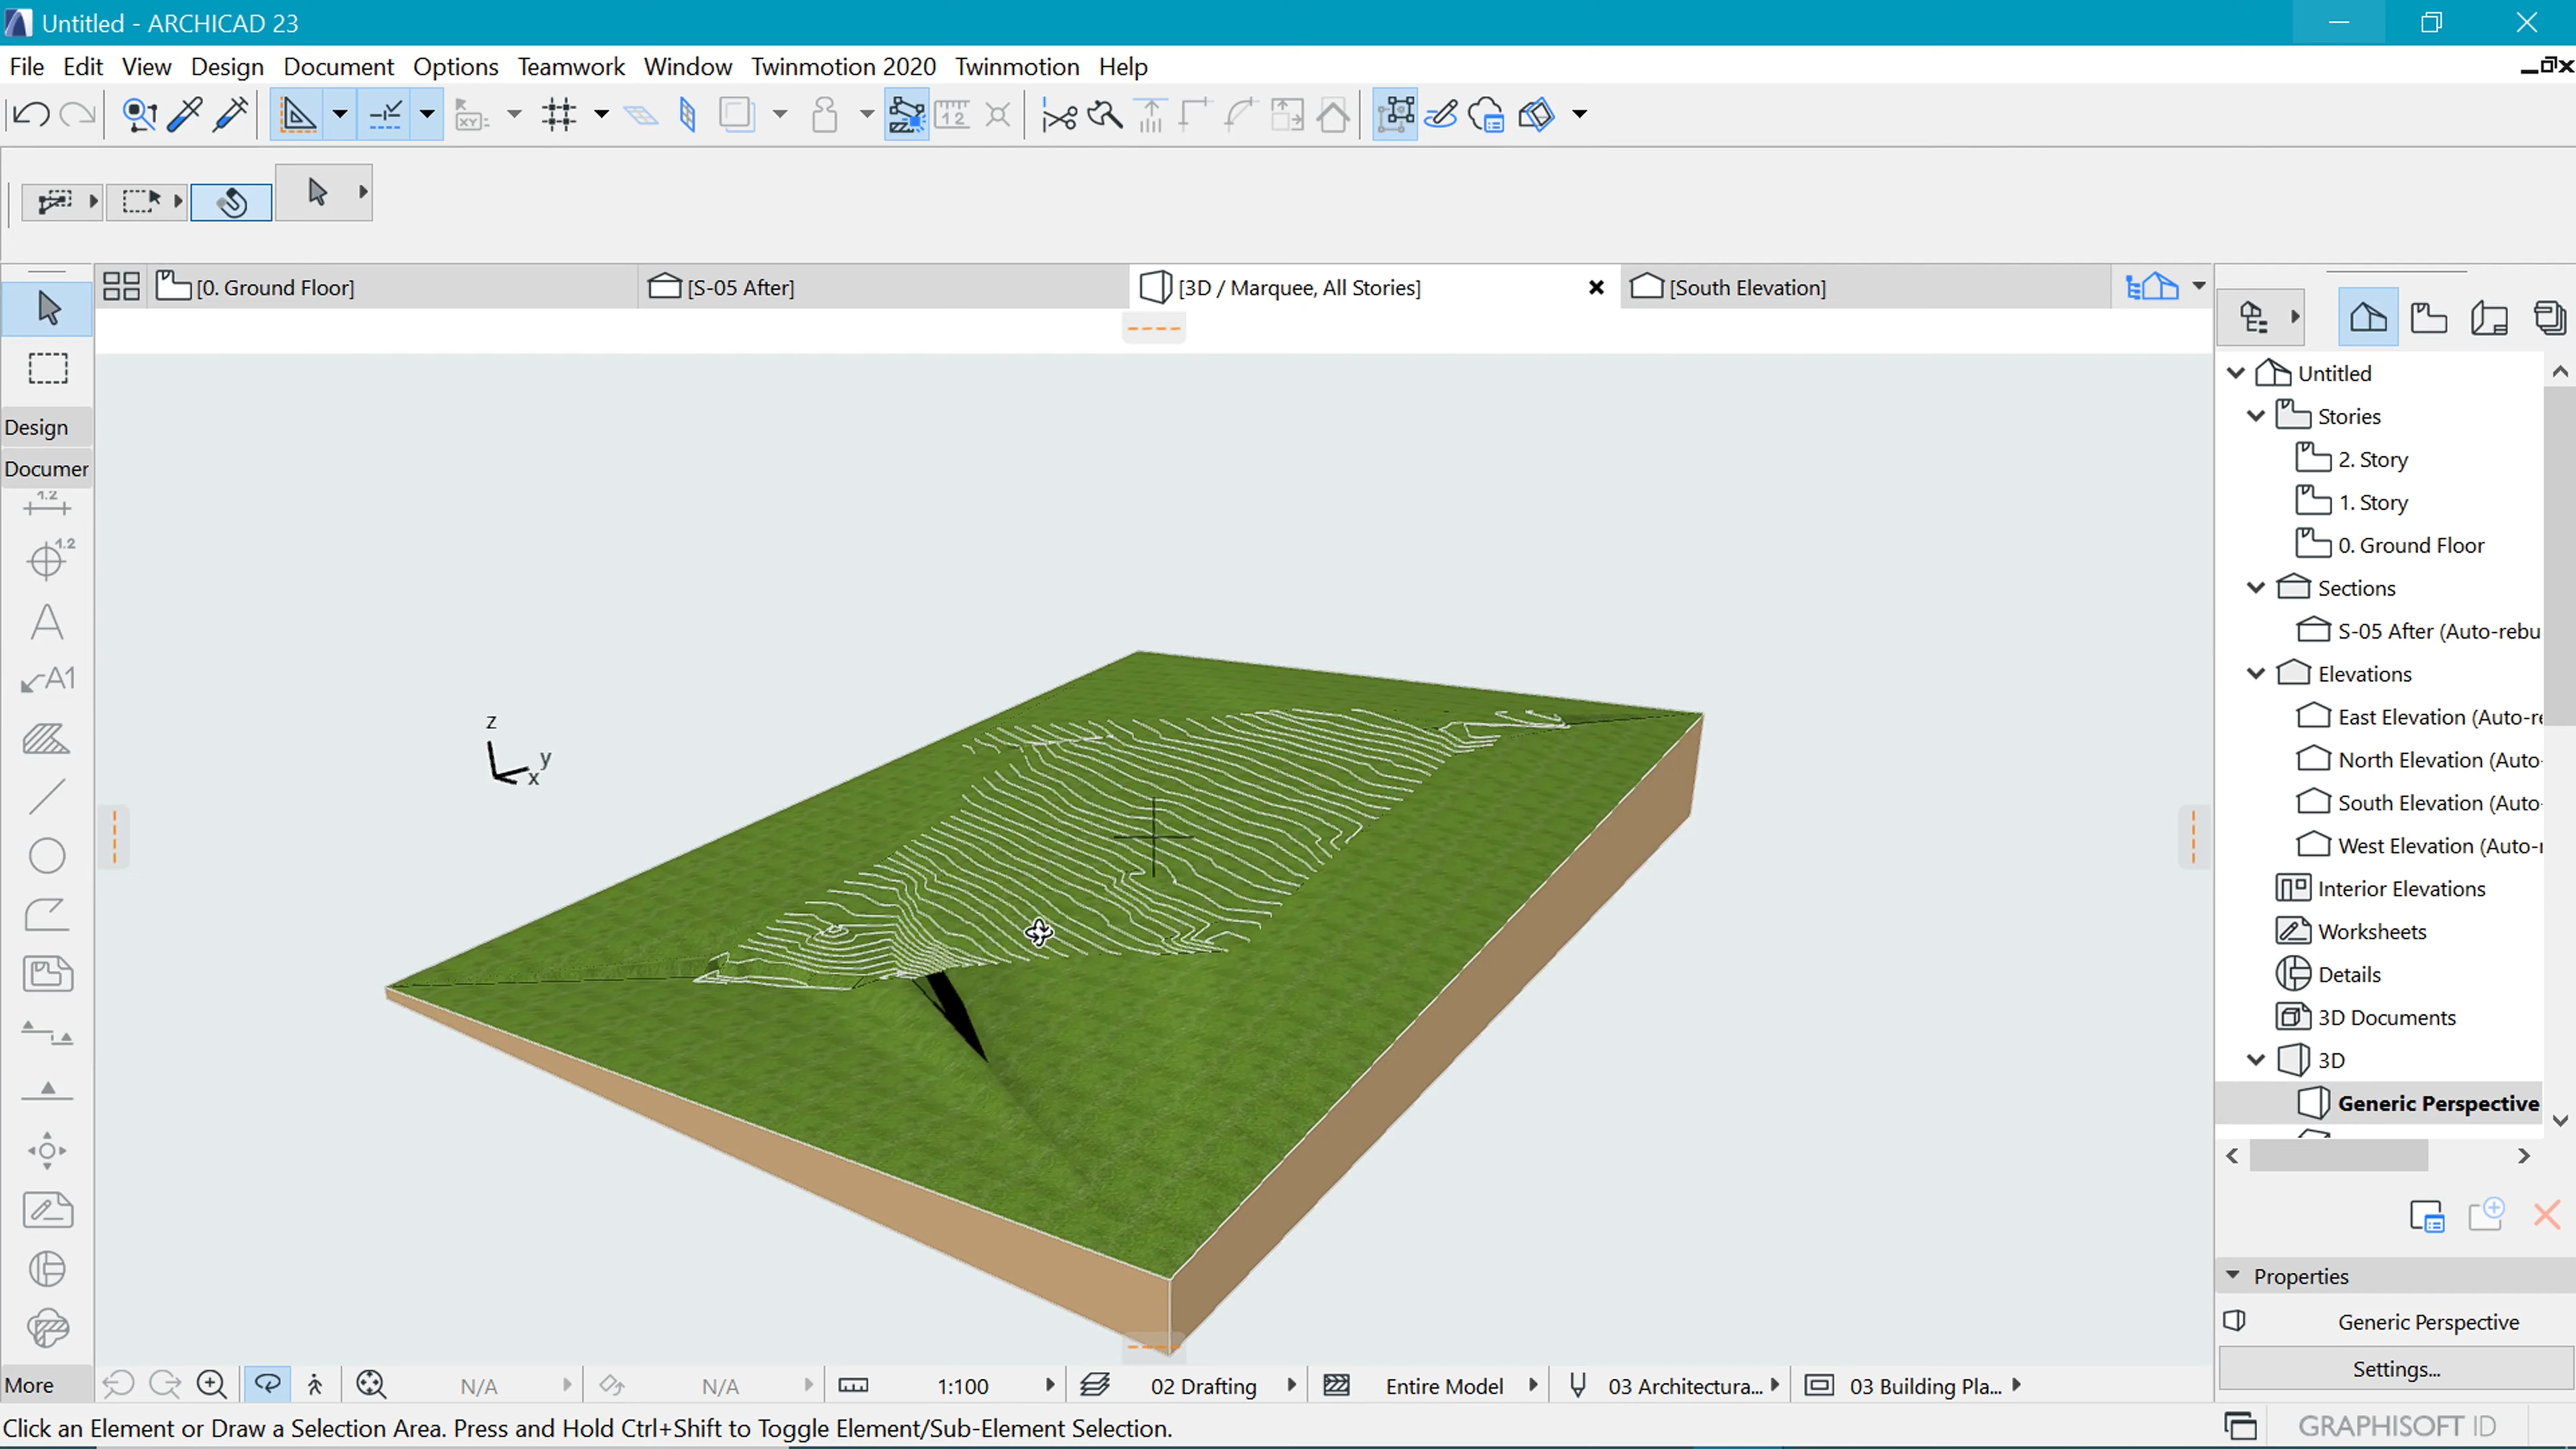 Untitled - ARCHICAD 23
File Edit View Design Document Options Teamwork Window Twinmotion 2020 Twinmotion Help
[0. Ground Floor]
[S-05 After]
[3D / Marquee, All Stories]
[South Elevation]
Design
Documer
1.2
1.2
A
A1
More
z
y
x
Untitled
Stories
2. Story
1. Story
0. Ground Floor
Sections
S-05 After (Auto-rebu
Elevations
East Elevation (Auto-re
North Elevation (Auto-
South Elevation (Auto-
West Elevation (Auto-r
Interior Elevations
Worksheets
Details
3D Documents
3D
Generic Perspective
Properties
Generic Perspective
Settings...
N/A
N/A
1:100
02 Drafting
Entire Model
03 Architectura...
03 Building Pla...
Click an Element or Draw a Selection Area. Press and Hold Ctrl+Shift to Toggle Element/Sub-Element Selection.
GRAPHISOFT ID